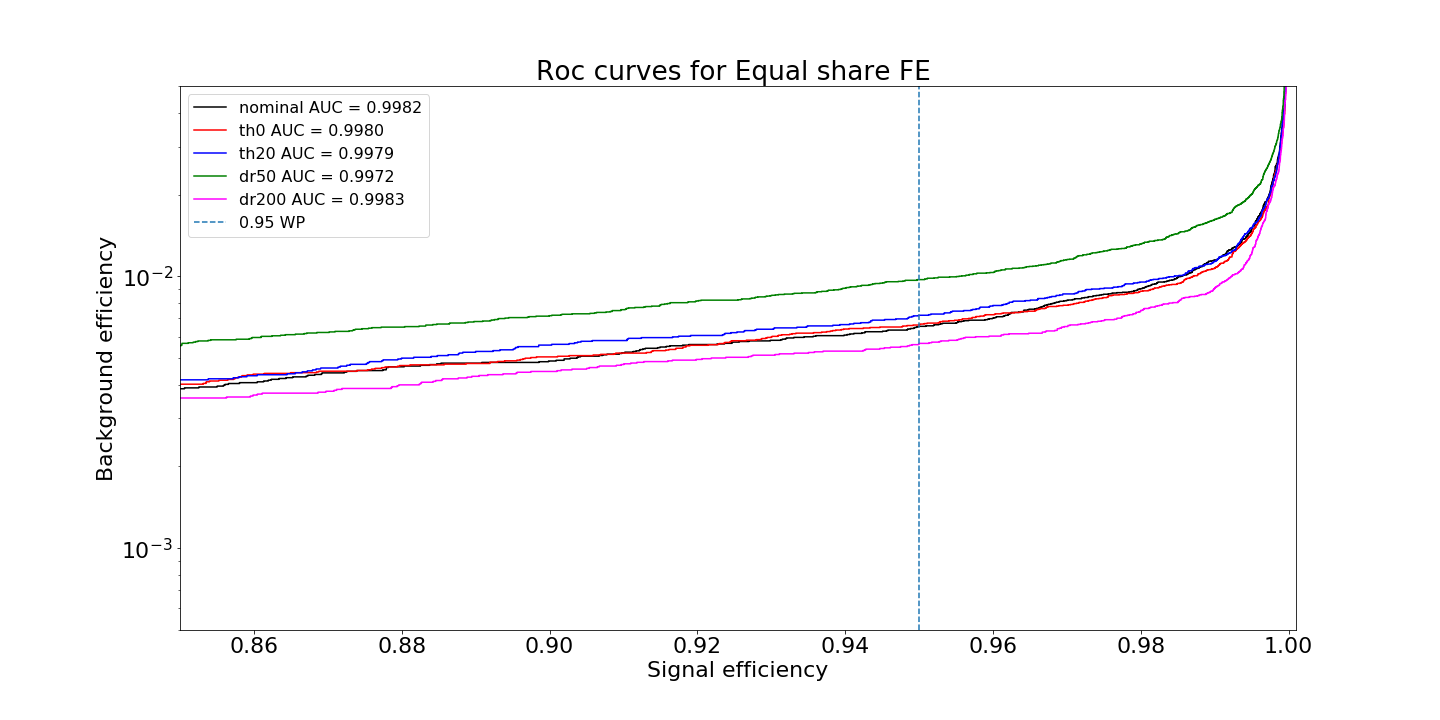 Roc curves for Equal share FE
nominal AUC = 0.9982
th0 AUC = 0.9980
th20 AUC = 0.9979
dr50 AUC = 0.9972
dr200 AUC = 0.9983
0.95 WP
Background efficiency
10⁻²
10⁻³
0.86 0.88 0.90 0.92 0.94 0.96 0.98 1.00
Signal efficiency